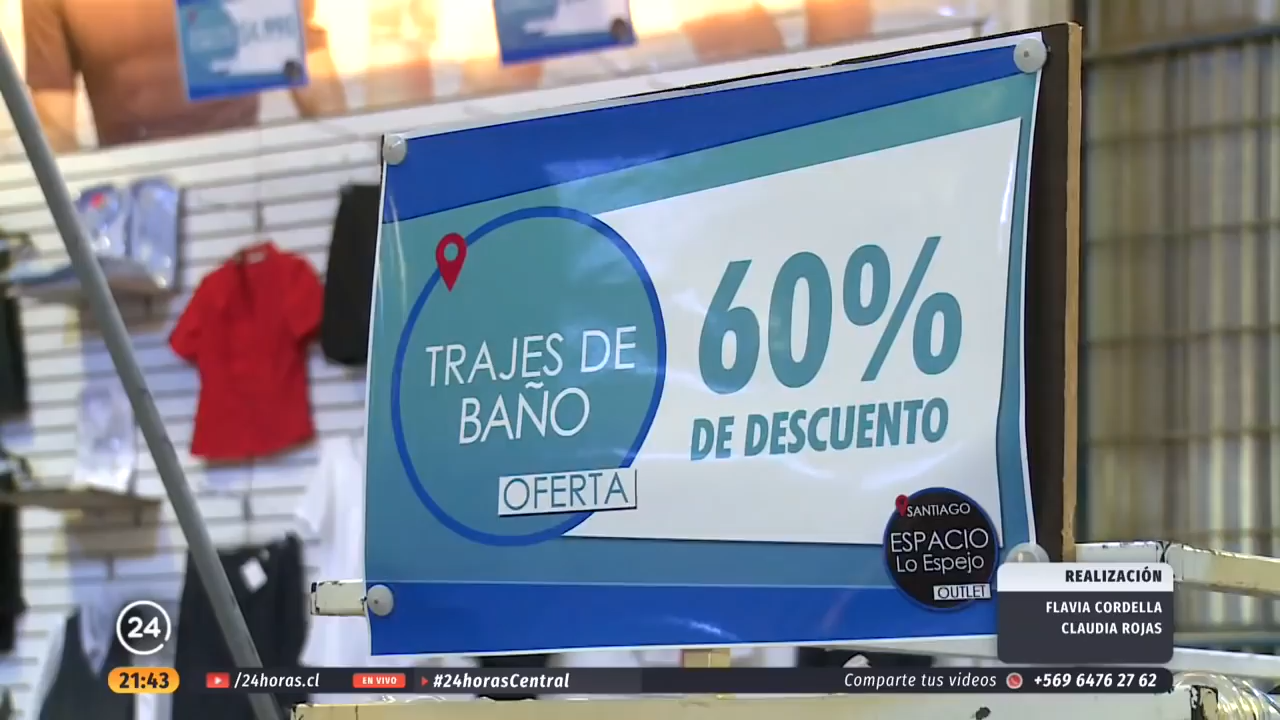 TRAJES DE
BAÑO
OFERTA
60%
DE DESCUENTO
SANTIAGO
ESPACIO
Lo Espejo
OUTLET
REALIZACIÓN
FLAVIA CORDELLA
CLAUDIA ROJAS
24
21:43
/24horas.cl
EN VIVO
#24horasCentral
Comparte tus videos
+569 6476 27 62